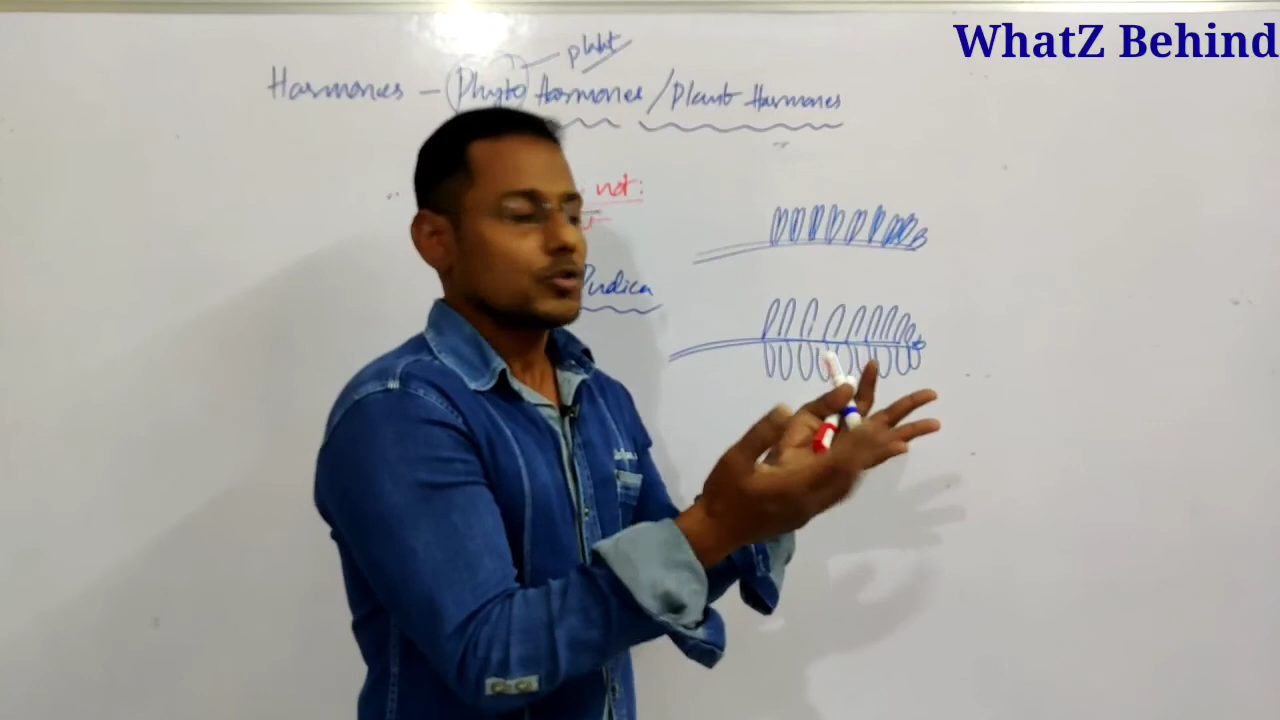 WhatZ Behind
plant
Harmones - (Phyto) Harmones / Plant Harmones
not:
Pudica